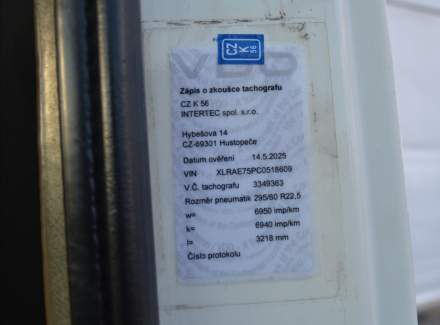 CZ
K
56
VDO
Zápis o zkoušce tachografu
CZ K 56
INTERTEC spol. s.r.o.
Hybešova 14
CZ-69301 Hustopeče
Datum ověření 14.5.2025
VIN XLRAE75PC0518609
V.Č. tachografu 3349363
Rozměr pneumatik 295/80 R22,5
w= 6950 imp/km
k= 6940 imp/km
l= 3218 mm
Číslo protokolu